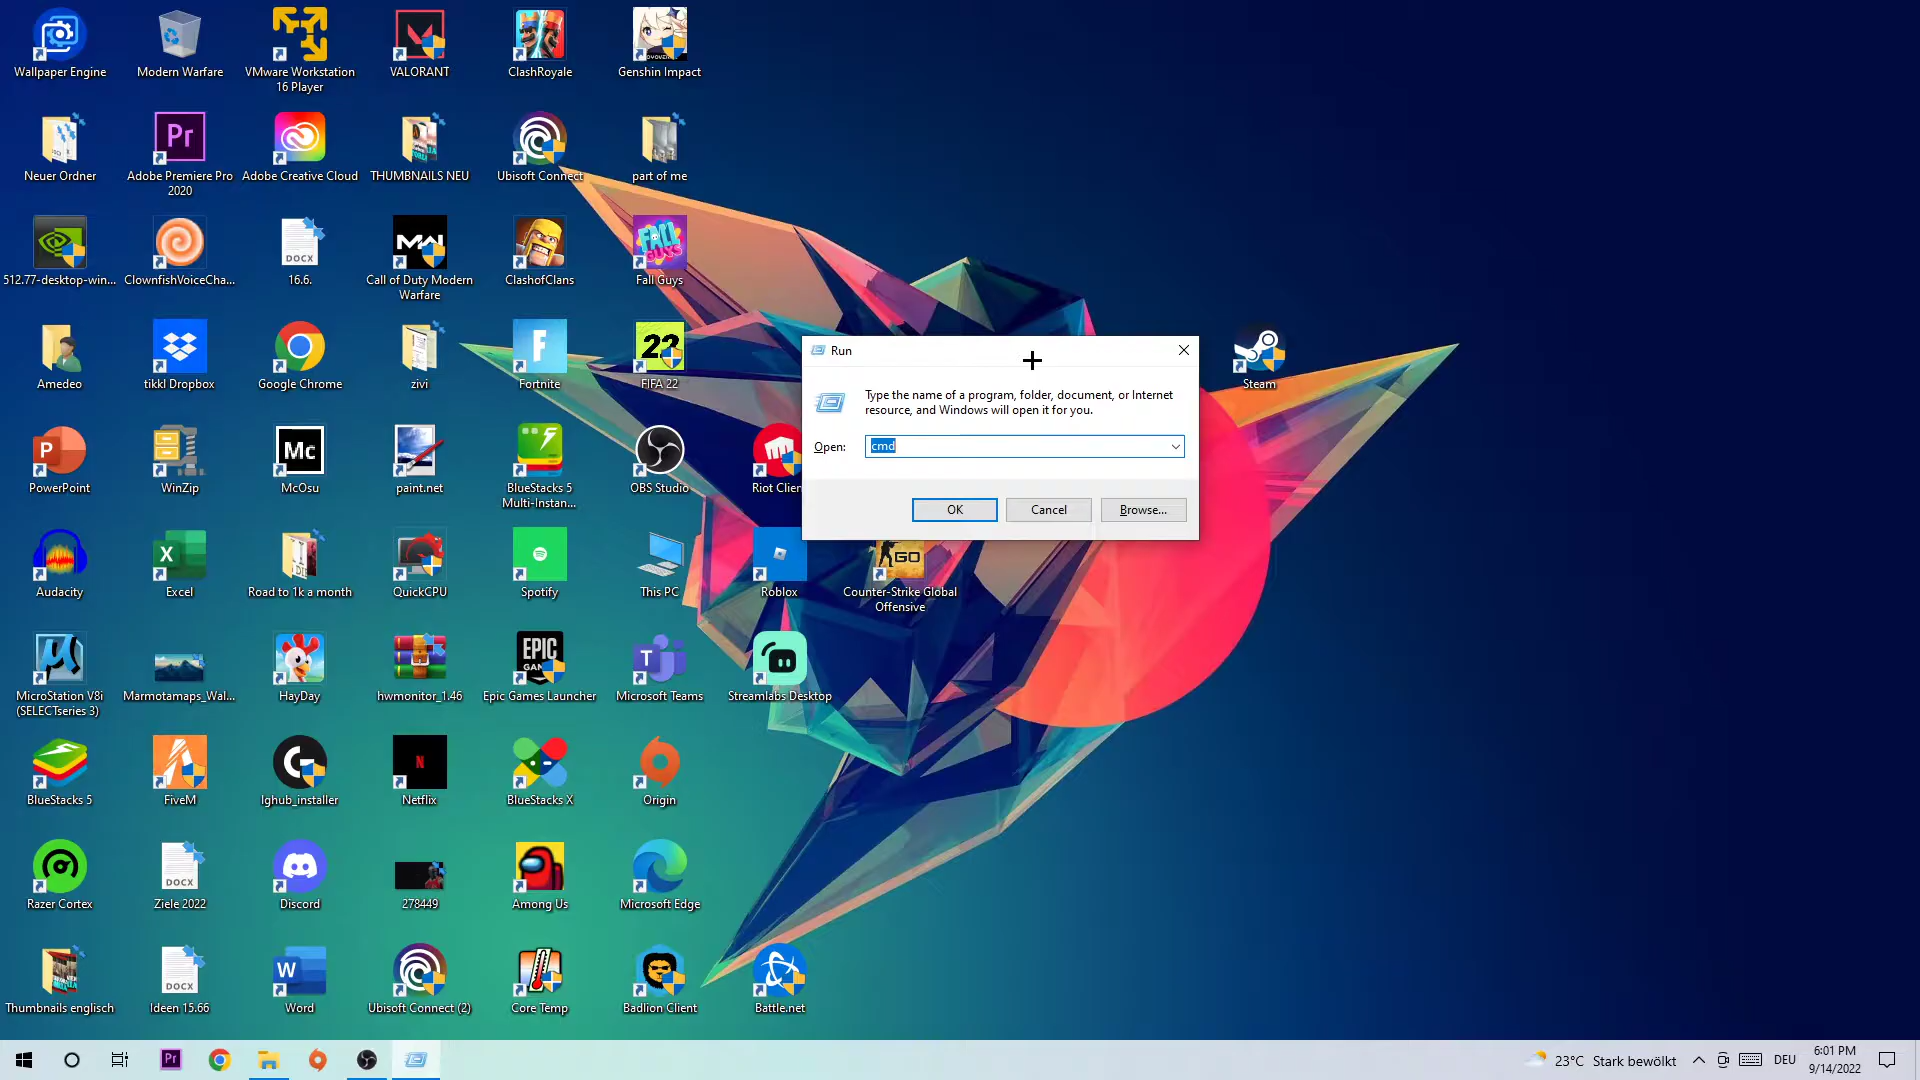 Wallpaper Engine
Modern Warfare
VMware Workstation
16 Player
VALORANT
ClashRoyale
Genshin Impact
Neuer Ordner
Adobe Premiere Pro
2020
Adobe Creative Cloud
THUMBNAILS NEU
Ubisoft Connect
part of me
512.77-desktop-win...
ClownfishVoiceCha...
16.6.
Call of Duty Modern
Warfare
ClashofClans
Fall Guys
Amedeo
tikkl Dropbox
Google Chrome
zivi
Fortnite
FIFA 22
Steam
Run
Type the name of a program, folder, document, or Internet
resource, and Windows will open it for you.
Open:
cmd
OK
Cancel
Browse...
PowerPoint
WinZip
McOsu
paint.net
BlueStacks 5
Multi-Instan...
OBS Studio
Riot Clien
Audacity
Excel
Road to 1k a month
QuickCPU
Spotify
This PC
Roblox
Counter-Strike Global
Offensive
MicroStation V8i
(SELECTseries 3)
Marmotamaps_Wal...
HayDay
hwmonitor_1.46
Epic Games Launcher
Microsoft Teams
Streamlabs Desktop
BlueStacks 5
FiveM
lghub_installer
Netflix
BlueStacks X
Origin
Razer Cortex
Ziele 2022
Discord
278449
Among Us
Microsoft Edge
Thumbnails englisch
Ideen 15.66
Word
Ubisoft Connect (2)
Core Temp
Badlion Client
Battle.net
23°C Stark bewölkt
DEU
6:01 PM
9/14/2022